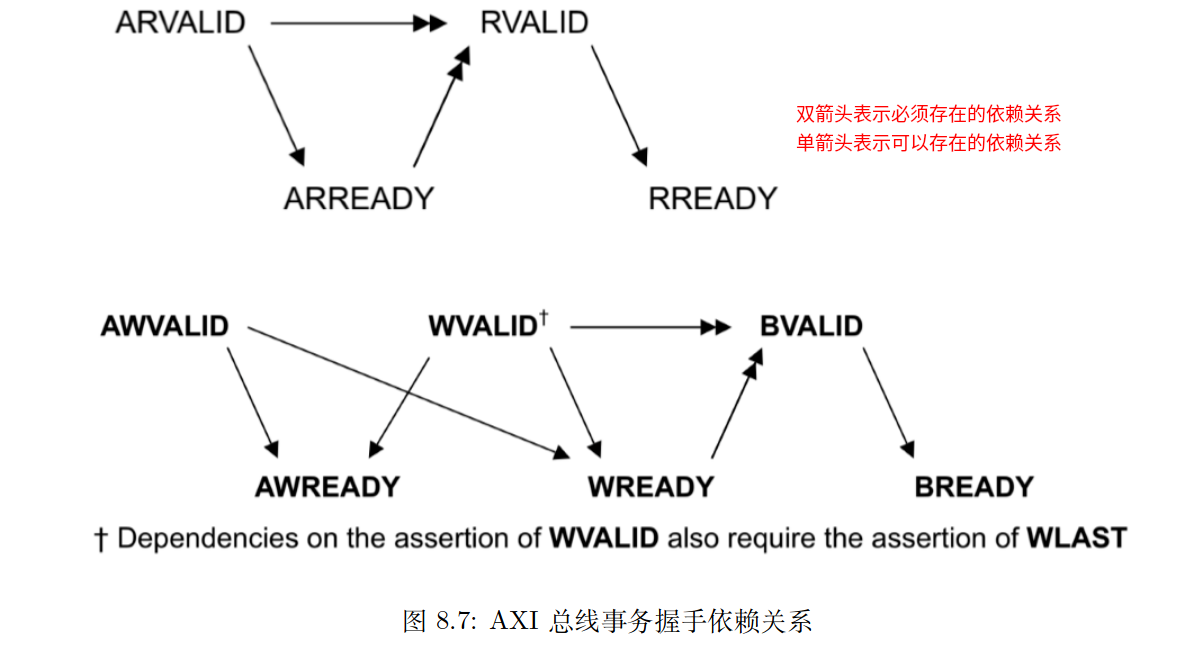 ARVALID RVALID
双箭头表示必须存在的依赖关系
单箭头表示可以存在的依赖关系
ARREADY RREADY
AWVALID WVALID† BVALID
AWREADY WREADY BREADY
† Dependencies on the assertion of WVALID also require the assertion of WLAST
图 8.7: AXI 总线事务握手依赖关系